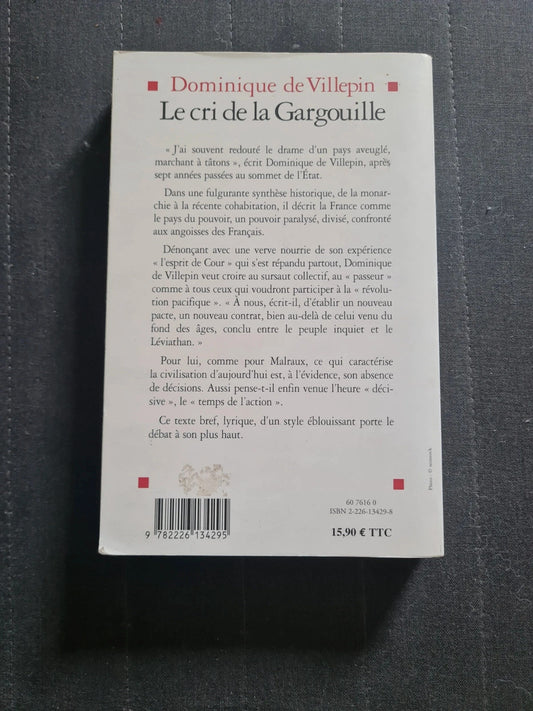 Dominique de Villepin
Le cri de la Gargouille
« J'ai souvent redouté le drame d'un pays aveuglé,
marchant à tâtons », écrit Dominique de Villepin, après
sept années passées au sommet de l'État.
Dans une fulgurante synthèse historique, de la monar-
chie à la récente cohabitation, il décrit la France comme
le pays du pouvoir, un pouvoir paralysé, divisé, confronté
aux angoisses des Français.
Dénonçant avec une verve nourrie de son expérience
« l'esprit de Cour » qui s'est répandu partout, Dominique
de Villepin veut croire au sursaut collectif, au « passeur »
comme à tous ceux qui voudront participer à la « révolu-
tion pacifique ». « À nous, écrit-il, d'établir un nouveau
pacte, un nouveau contrat, bien au-delà de celui venu du
fond des âges, conclu entre le peuple inquiet et le
Léviathan. »
Pour lui, comme pour Malraux, ce qui caractérise
la civilisation d'aujourd'hui est, à l'évidence, son absence
de décisions. Aussi pense-t-il enfin venue l'heure « déci-
sive », le « temps de l'action ».
Ce texte bref, lyrique, d'un style éblouissant porte le
débat à son plus haut.
60 7616 0
ISBN 2-226-13429-8
15,90 € TTC
9 782226 134295